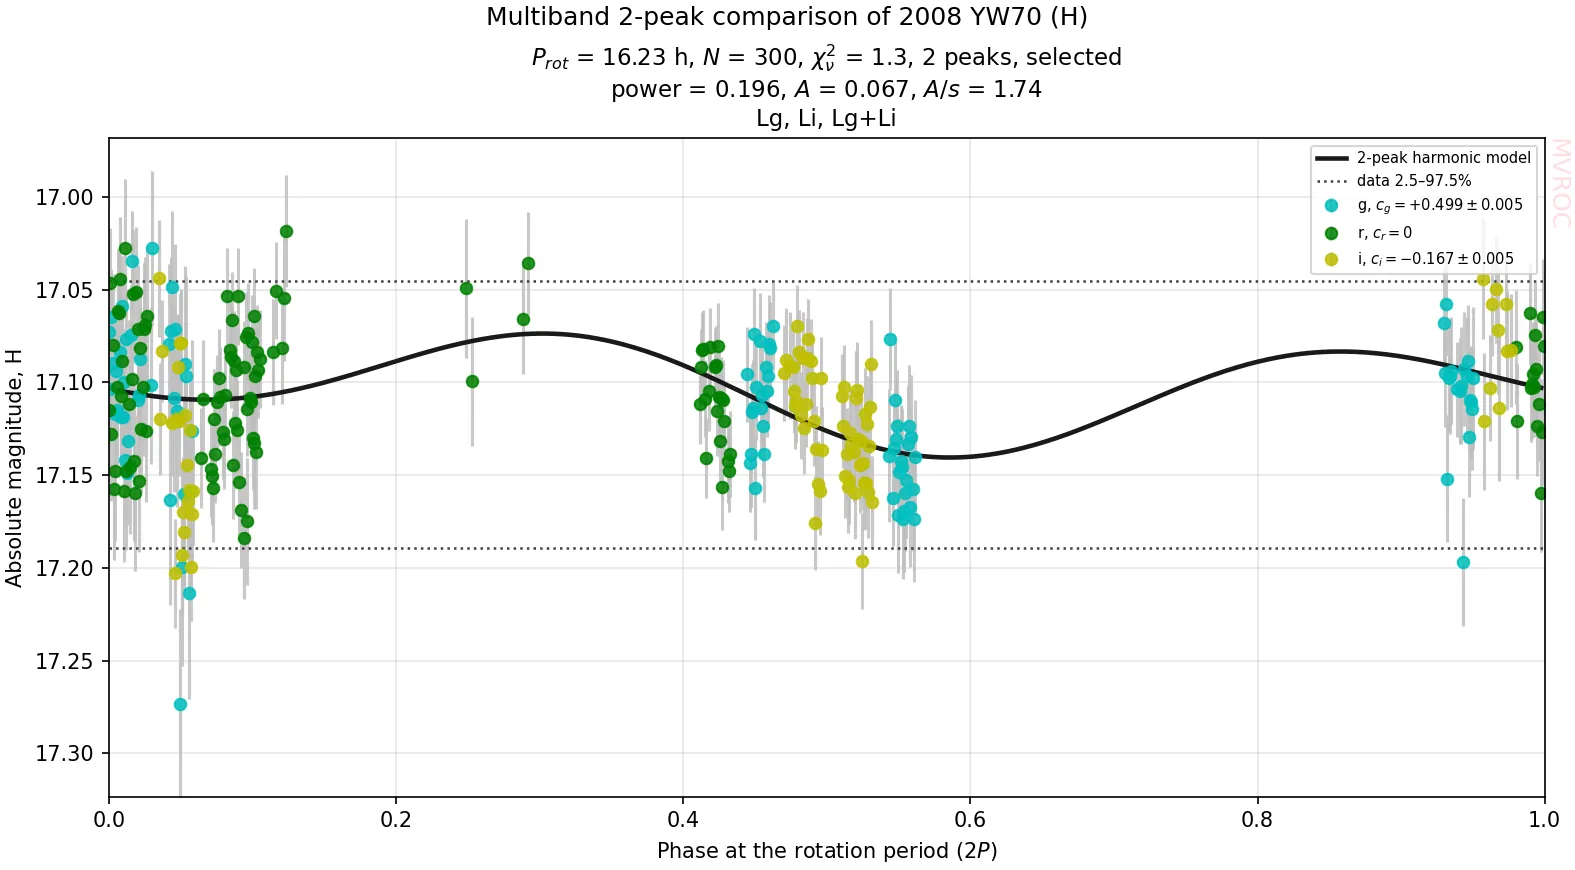 Multiband 2-peak comparison of 2008 YW70 (H)
P_rot = 16.23 h, N = 300, χ²_ν = 1.3, 2 peaks, selected
power = 0.196, A = 0.067, A/s = 1.74
Lg, Li, Lg+Li
2-peak harmonic model
data 2.5–97.5%
g, c_g = +0.499 ± 0.005
r, c_r = 0
i, c_i = −0.167 ± 0.005
MVROC
Absolute magnitude, H
17.00
17.05
17.10
17.15
17.20
17.25
17.30
0.0 0.2 0.4 0.6 0.8 1.0
Phase at the rotation period (2P)